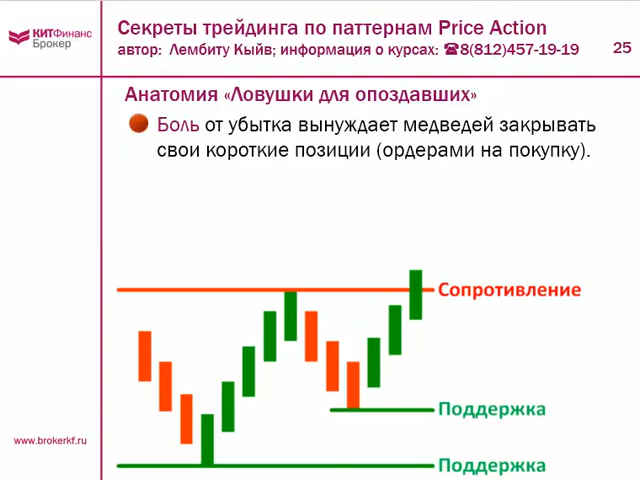 КИТФинанс
Брокер
Секреты трейдинга по паттернам Price Action
автор: Лембиту Кыйв; информация о курсах: ☎8(812)457-19-19
25
Анатомия «Ловушки для опоздавших»
Боль от убытка вынуждает медведей закрывать
свои короткие позиции (ордерами на покупку).
Сопротивление
Поддержка
www.brokerkf.ru
Поддержка